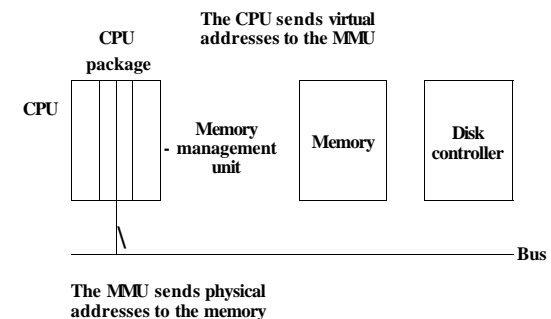 The CPU sends virtual
addresses to the MMU
CPU
package
CPU
Memory
- management
unit
Memory
Disk
controller
Bus
The MMU sends physical
addresses to the memory